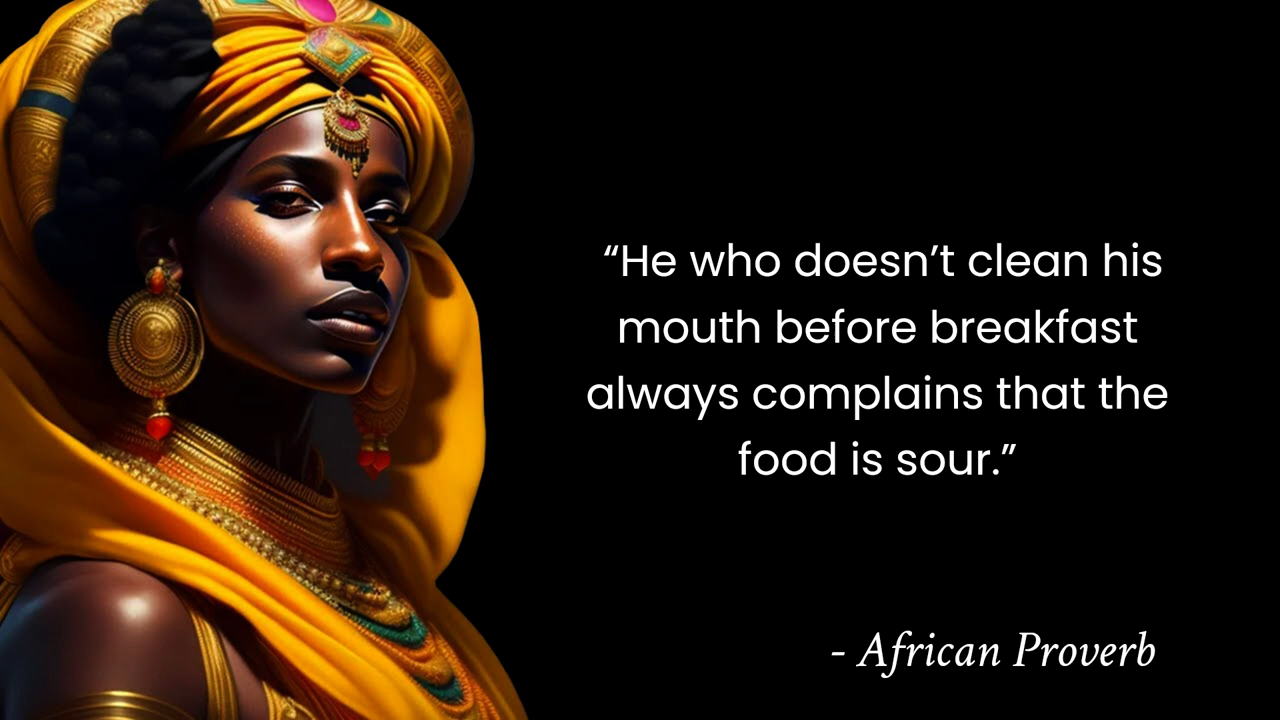 “He who doesn’t clean his
mouth before breakfast
always complains that the
food is sour.”
- African Proverb